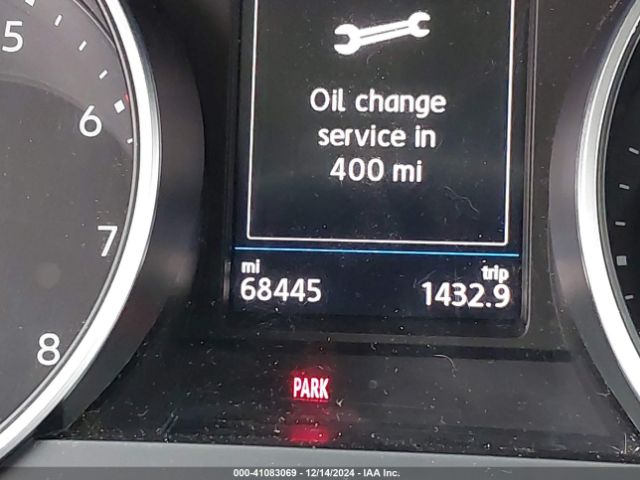 5
6
7
8
Oil change
service in
400 mi
mi
68445
trip
1432.9
PARK
000-41083069 - 12/14/2024 - IAA Inc.